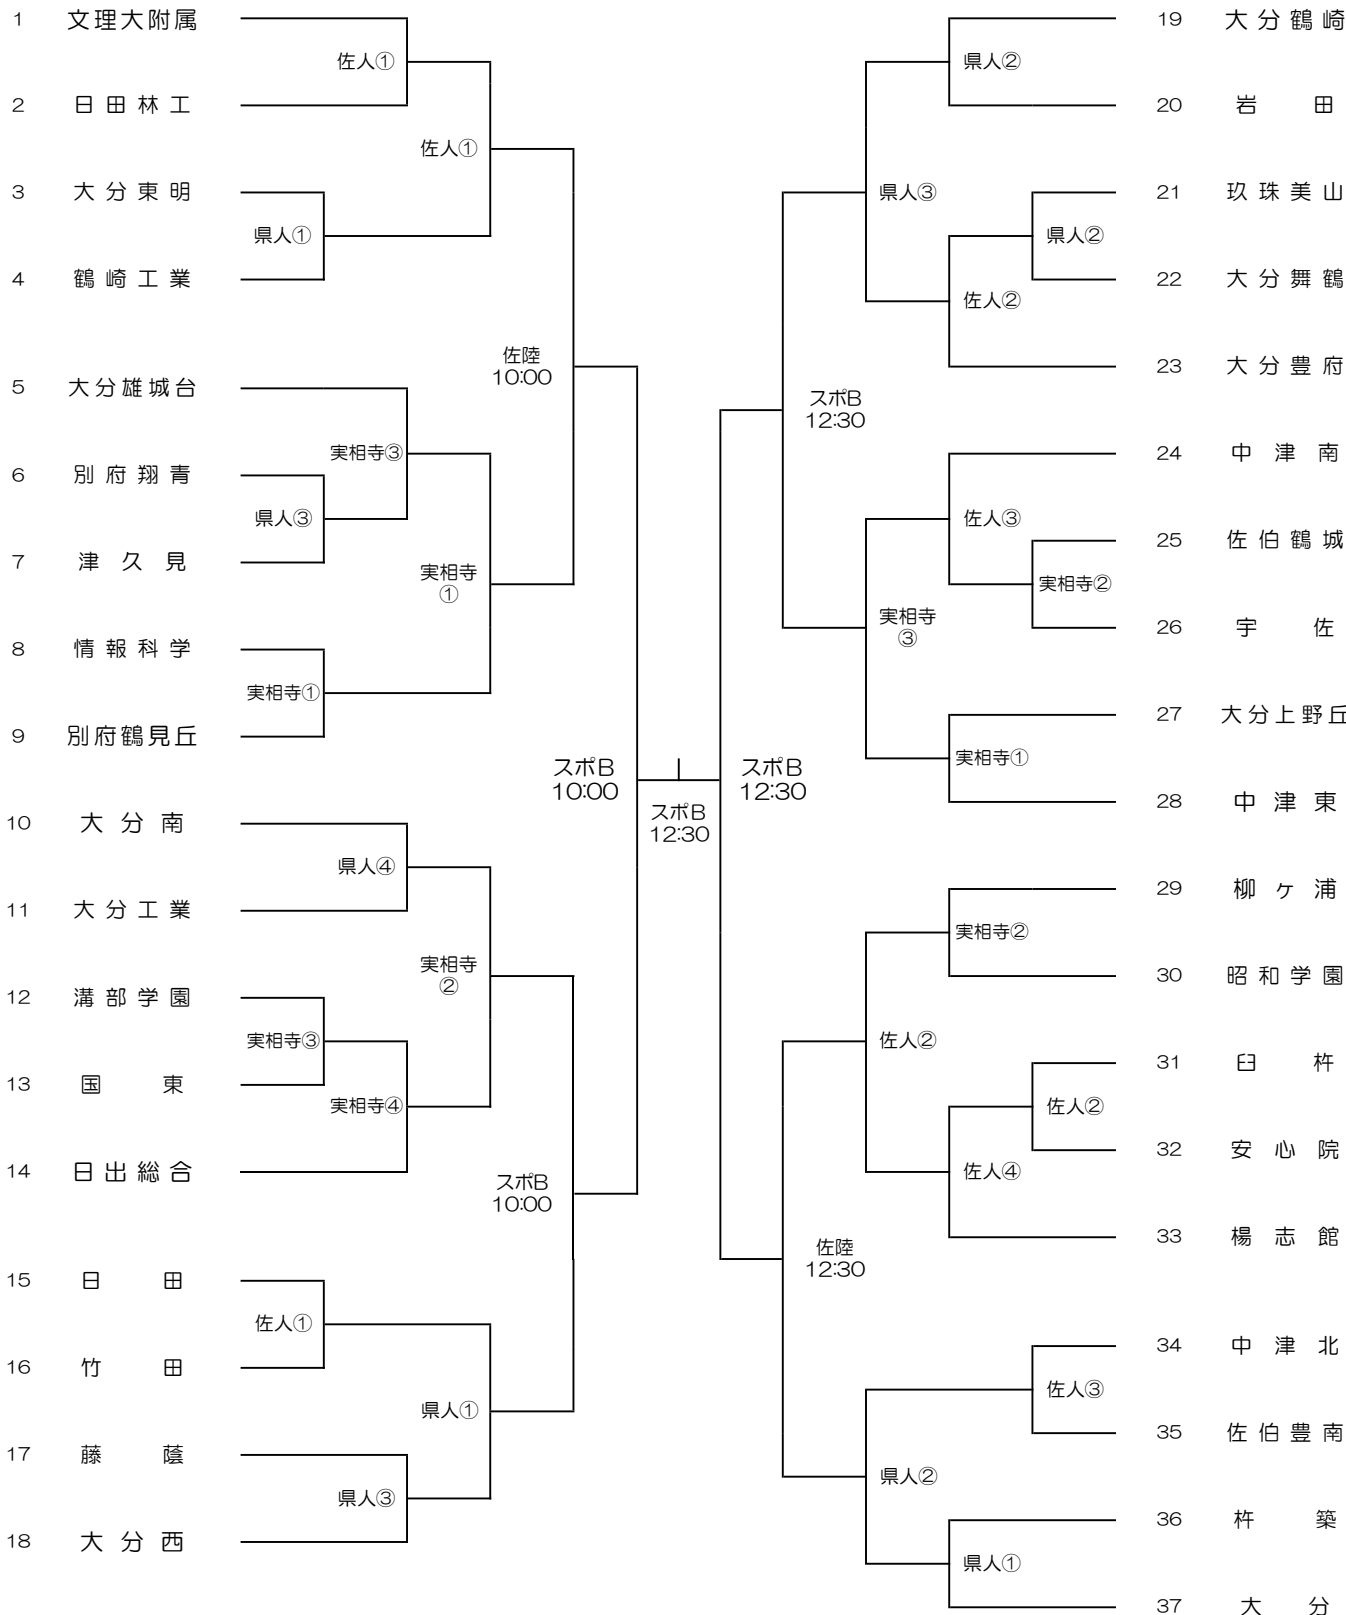 1 文理大附属
佐人①
2 日田林工
佐人①
3 大分東明
県人①
4 鶴崎工業
佐陸
10:00
5 大分雄城台
実相寺③
6 別府翔青
県人③
7 津久見
実相寺
①
8 情報科学
実相寺①
9 別府鶴見丘
スポB
10:00
10 大分南
県人④
11 大分工業
実相寺
②
12 溝部学園
実相寺③
13 国東
実相寺④
14 日出総合
スポB
10:00
15 日田
佐人①
16 竹田
県人①
17 藤蔭
県人③
18 大分西
スポB
12:30
19 大分鶴崎
県人②
20 岩田
県人③
21 玖珠美山
県人②
22 大分舞鶴
佐人②
23 大分豊府
スポB
12:30
24 中津南
佐人③
25 佐伯鶴城
実相寺②
26 宇佐
実相寺
③
27 大分上野丘
実相寺①
28 中津東
スポB
12:30
29 柳ヶ浦
実相寺②
30 昭和学園
佐人②
31 臼杵
佐人②
32 安心院
佐人④
33 楊志館
佐陸
12:30
34 中津北
佐人③
35 佐伯豊南
県人②
36 杵築
県人①
37 大分